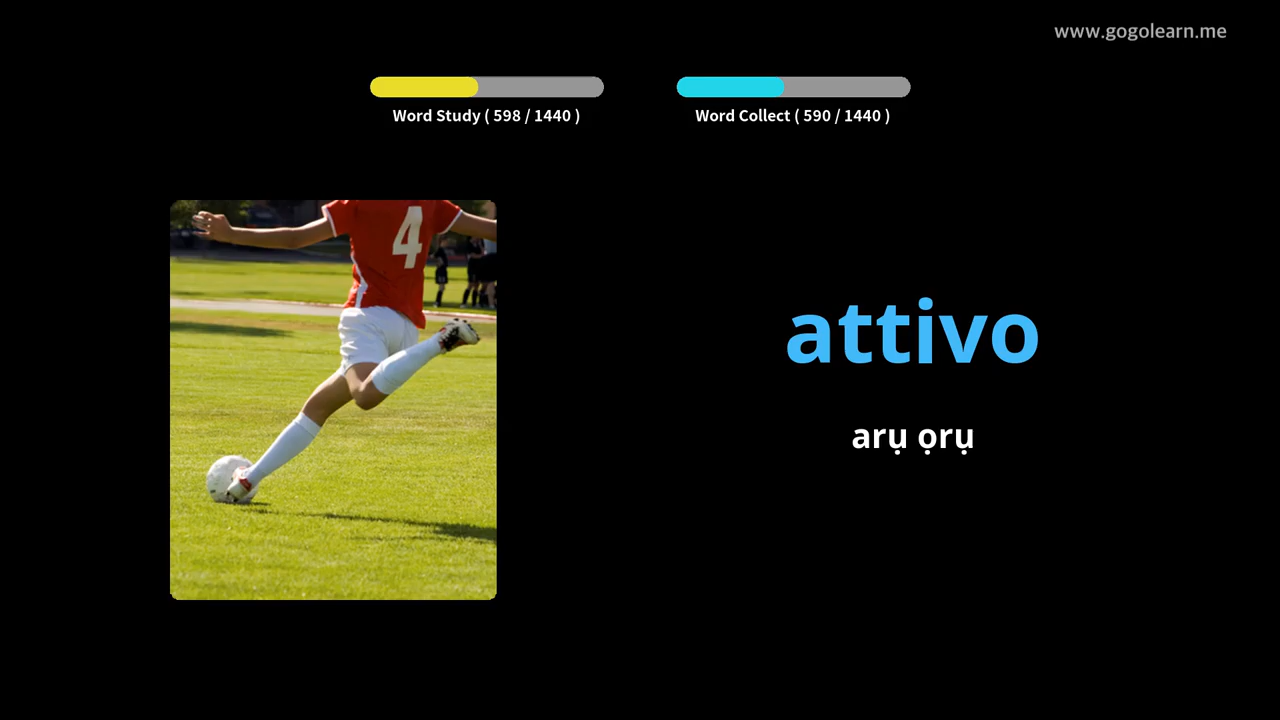 www.gogolearn.me
Word Study ( 598 / 1440 )
Word Collect ( 590 / 1440 )
4
attivo
arụ ọrụ